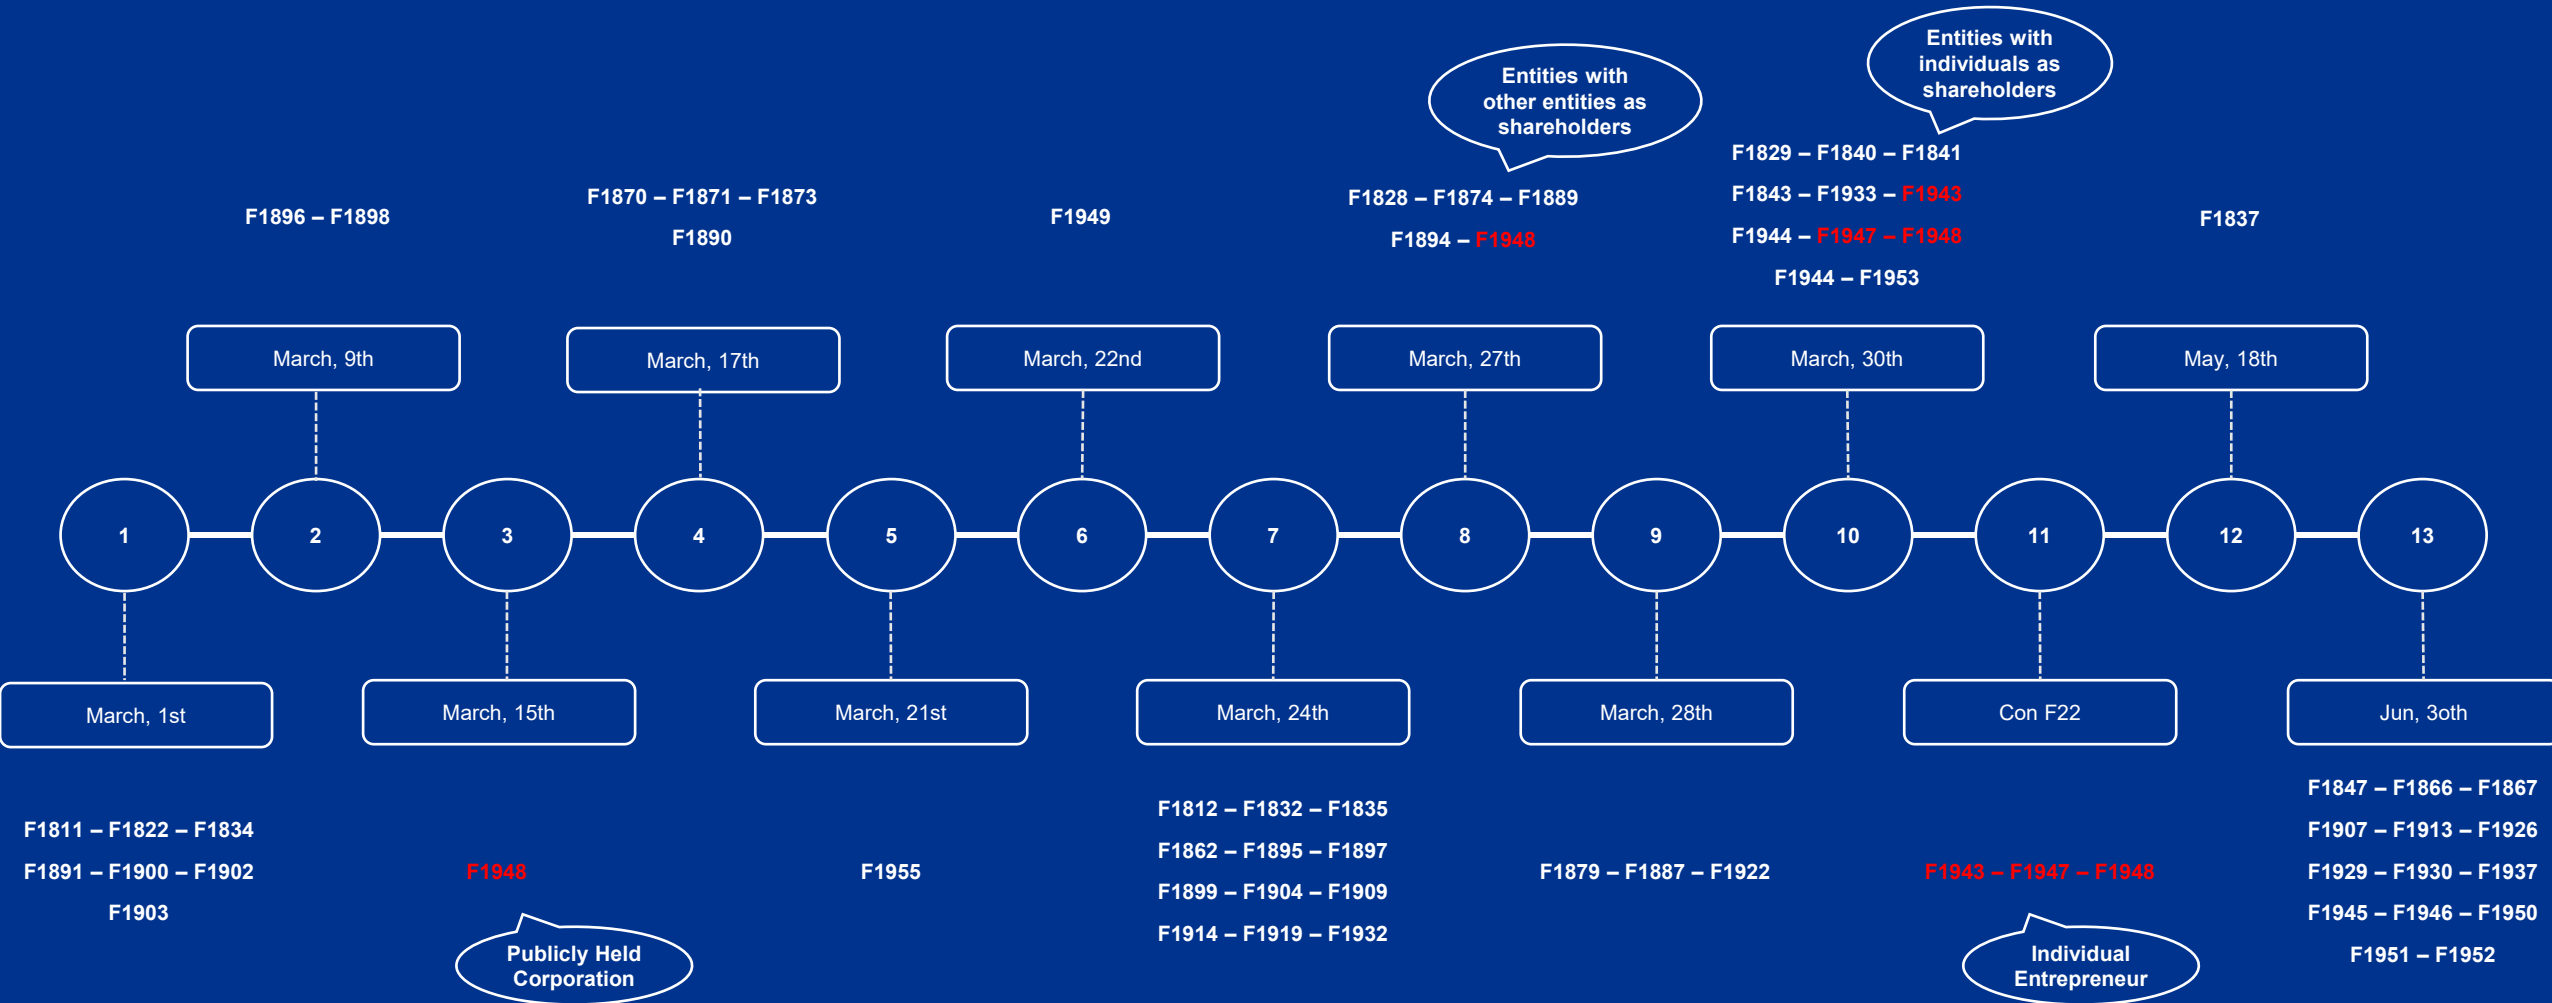 Entities with
individuals as
shareholders
Entities with
other entities as
shareholders
F1829 – F1840 – F1841
F1843 – F1933 – F1943
F1944 – F1947 – F1948
F1944 – F1953
F1896 – F1898
F1870 – F1871 – F1873
F1890
F1949
F1828 – F1874 – F1889
F1894 – F1948
F1837
March, 9th
March, 17th
March, 22nd
March, 27th
March, 30th
May, 18th
1
2
3
4
5
6
7
8
9
10
11
12
13
March, 1st
March, 15th
March, 21st
March, 24th
March, 28th
Con F22
Jun, 3oth
F1811 – F1822 – F1834
F1891 – F1900 – F1902
F1903
F1948
Publicly Held
Corporation
F1955
F1812 – F1832 – F1835
F1862 – F1895 – F1897
F1899 – F1904 – F1909
F1914 – F1919 – F1932
F1879 – F1887 – F1922
F1943 – F1947 – F1948
Individual
Entrepreneur
F1847 – F1866 – F1867
F1907 – F1913 – F1926
F1929 – F1930 – F1937
F1945 – F1946 – F1950
F1951 – F1952